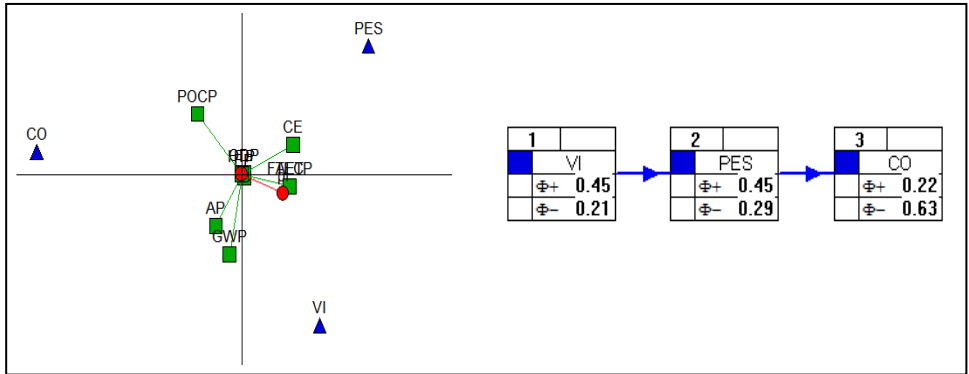 PES
POCP
CO
CE
AP
GWP
VI
1
VI
Φ+ 0.45
Φ− 0.21
2
PES
Φ+ 0.45
Φ− 0.29
3
CO
Φ+ 0.22
Φ− 0.63